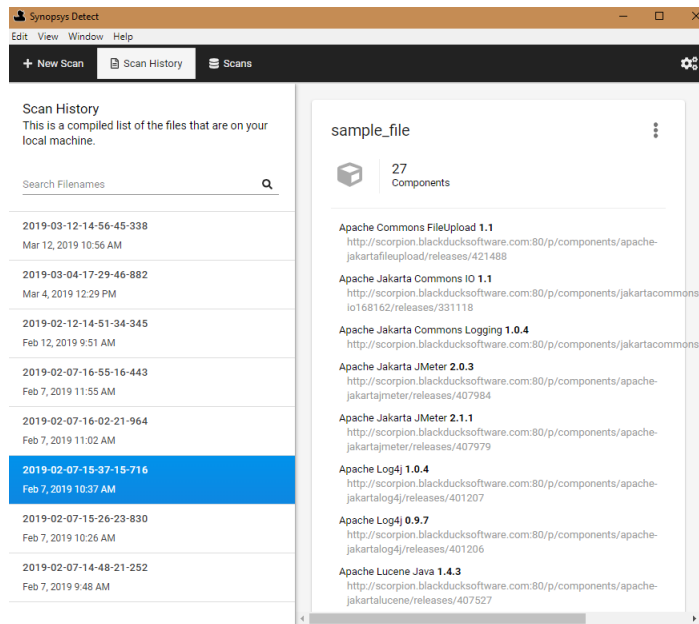 Synopsys Detect
Edit View Window Help
+ New Scan Scan History Scans
Scan History
This is a compiled list of the files that are on your
local machine.
Search Filenames
2019-03-12-14-56-45-338
Mar 12, 2019 10:56 AM
2019-03-04-17-29-46-882
Mar 4, 2019 12:29 PM
2019-02-12-14-51-34-345
Feb 12, 2019 9:51 AM
2019-02-07-16-55-16-443
Feb 7, 2019 11:55 AM
2019-02-07-16-02-21-964
Feb 7, 2019 11:02 AM
2019-02-07-15-37-15-716
Feb 7, 2019 10:37 AM
2019-02-07-15-26-23-830
Feb 7, 2019 10:26 AM
2019-02-07-14-48-21-252
Feb 7, 2019 9:48 AM
sample_file
27
Components
Apache Commons FileUpload 1.1
http://scorpion.blackducksoftware.com:80/p/components/apache-
jakartafileupload/releases/421488
Apache Jakarta Commons IO 1.1
http://scorpion.blackducksoftware.com:80/p/components/jakartacommons
io168162/releases/331118
Apache Jakarta Commons Logging 1.0.4
http://scorpion.blackducksoftware.com:80/p/components/jakartacommons
Apache Jakarta JMeter 2.0.3
http://scorpion.blackducksoftware.com:80/p/components/apache-
jakartajmeter/releases/407984
Apache Jakarta JMeter 2.1.1
http://scorpion.blackducksoftware.com:80/p/components/apache-
jakartajmeter/releases/407979
Apache Log4j 1.0.4
http://scorpion.blackducksoftware.com:80/p/components/apache-
jakartalog4j/releases/401207
Apache Log4j 0.9.7
http://scorpion.blackducksoftware.com:80/p/components/apache-
jakartalog4j/releases/401206
Apache Lucene Java 1.4.3
http://scorpion.blackducksoftware.com:80/p/components/apache-
jakartalucene/releases/407527